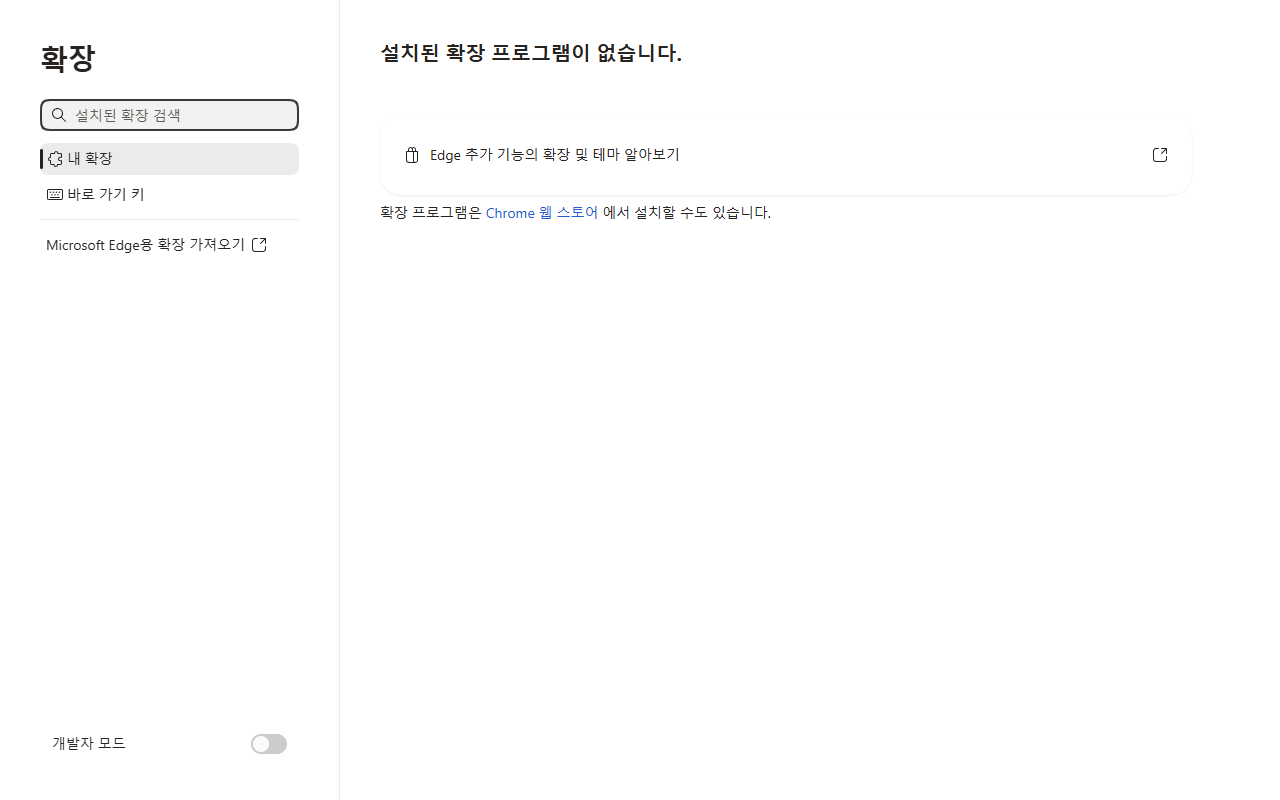 확장
설치된 확장 검색
내 확장
바로 가기 키
Microsoft Edge용 확장 가져오기
개발자 모드
설치된 확장 프로그램이 없습니다.
Edge 추가 기능의 확장 및 테마 알아보기
확장 프로그램은 Chrome 웹 스토어 에서 설치할 수도 있습니다.